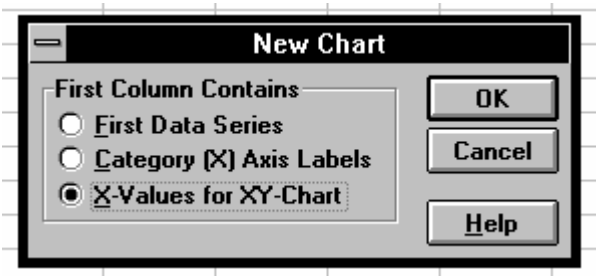 New Chart
First Column Contains
First Data Series
Category (X) Axis Labels
X-Values for XY-Chart
OK
Cancel
Help